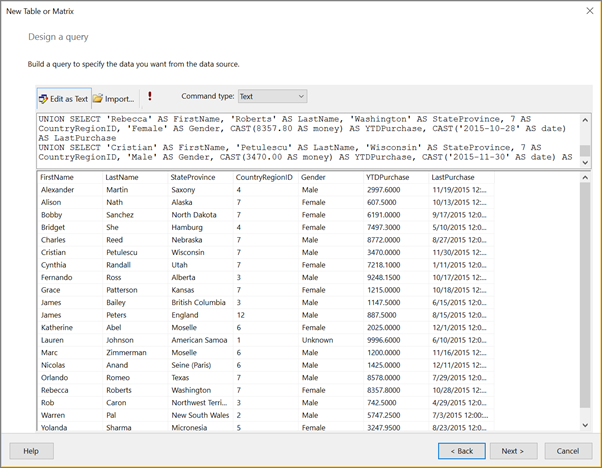 New Table or Matrix
Design a query
Build a query to specify the data you want from the data source.
Edit as Text Import... ! Command type: Text
UNION SELECT 'Rebecca' AS FirstName, 'Roberts' AS LastName, 'Washington' AS StateProvince, 7 AS
CountryRegionID, 'Female' AS Gender, CAST(8357.80 AS money) AS YTDPurchase, CAST('2015-10-28' AS date)
AS LastPurchase
UNION SELECT 'Cristian' AS FirstName, 'Petulescu' AS LastName, 'Wisconsin' AS StateProvince, 7 AS
CountryRegionID, 'Male' AS Gender, CAST(3470.00 AS money) AS YTDPurchase, CAST('2015-11-30' AS date) AS
FirstName LastName StateProvince CountryRegionID Gender YTDPurchase LastPurchase
Alexander Martin Saxony 4 Male 2997.6000 11/19/2015 12:...
Alison Nath Alaska 7 Female 607.5000 10/13/2015 12:...
Bobby Sanchez North Dakota 7 Female 6191.0000 9/17/2015 12:0...
Bridget She Hamburg 4 Female 7497.3000 5/10/2015 12:0...
Charles Reed Nebraska 7 Male 8772.0000 8/27/2015 12:0...
Cristian Petulescu Wisconsin 7 Male 3470.0000 11/30/2015 12:...
Cynthia Randall Utah 7 Female 7218.1000 1/11/2015 12:0...
Fernando Ross Alberta 3 Male 9248.1500 10/17/2015 12:...
Grace Patterson Kansas 7 Female 1215.0000 10/18/2015 12:...
James Bailey British Columbia 3 Male 1147.5000 6/15/2015 12:0...
James Peters England 12 Male 887.5000 8/15/2015 12:0...
Katherine Abel Moselle 6 Female 2025.0000 12/1/2015 12:0...
Lauren Johnson American Samoa 1 Unknown 9996.6000 6/10/2015 12:0...
Marc Zimmerman Moselle 6 Male 1200.0000 11/16/2015 12:...
Nicolas Anand Seine (Paris) 6 Male 1425.0000 12/11/2015 12:...
Orlando Romeo Texas 7 Male 8578.0000 7/29/2015 12:0...
Rebecca Roberts Washington 7 Female 8357.8000 10/28/2015 12:...
Rob Caron Northwest Terri... 3 Male 742.5000 4/29/2015 12:0...
Warren Pal New South Wales 2 Male 5747.2500 7/3/2015 12:00:...
Yolanda Sharma Micronesia 5 Female 3247.9500 8/23/2015 12:0...
Help < Back Next > Cancel